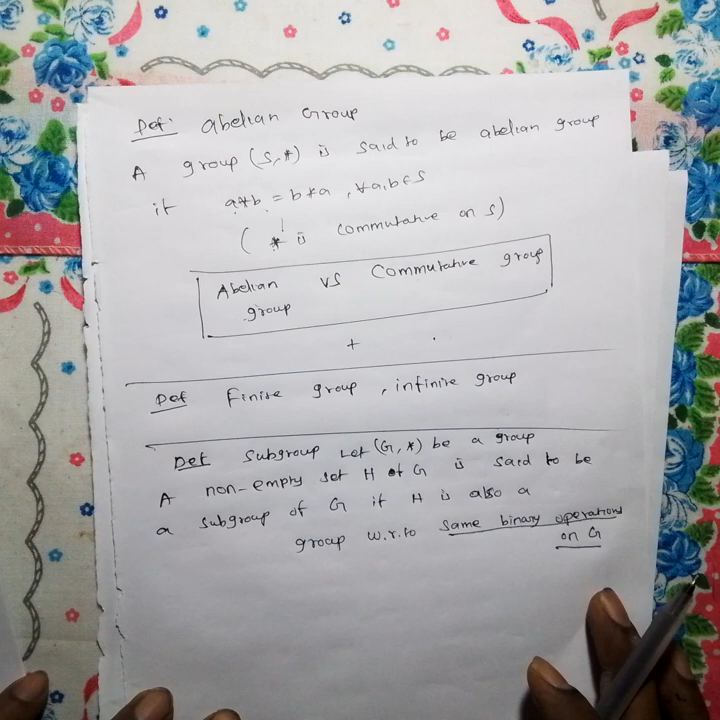 Def: abelian Group
A group (S,*) is said to be abelian group
if a*b = b*a , ∀a,b∈S
( * is commutative on S)
Abelian vs Commutative group
group
+ .
Def Finite group , infinite group
Def Subgroup Let (G,*) be a group
A non-empty set H of G is said to be
a subgroup of G if H is also a
group w.r.to same binary operations
on G